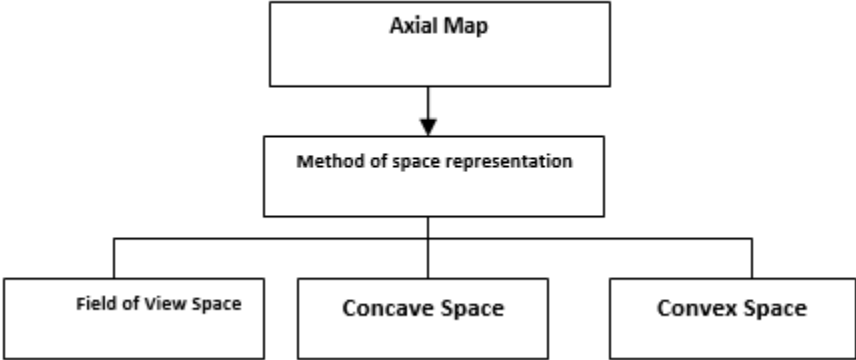 Axial Map
Method of space representation
Field of View Space
Concave Space
Convex Space